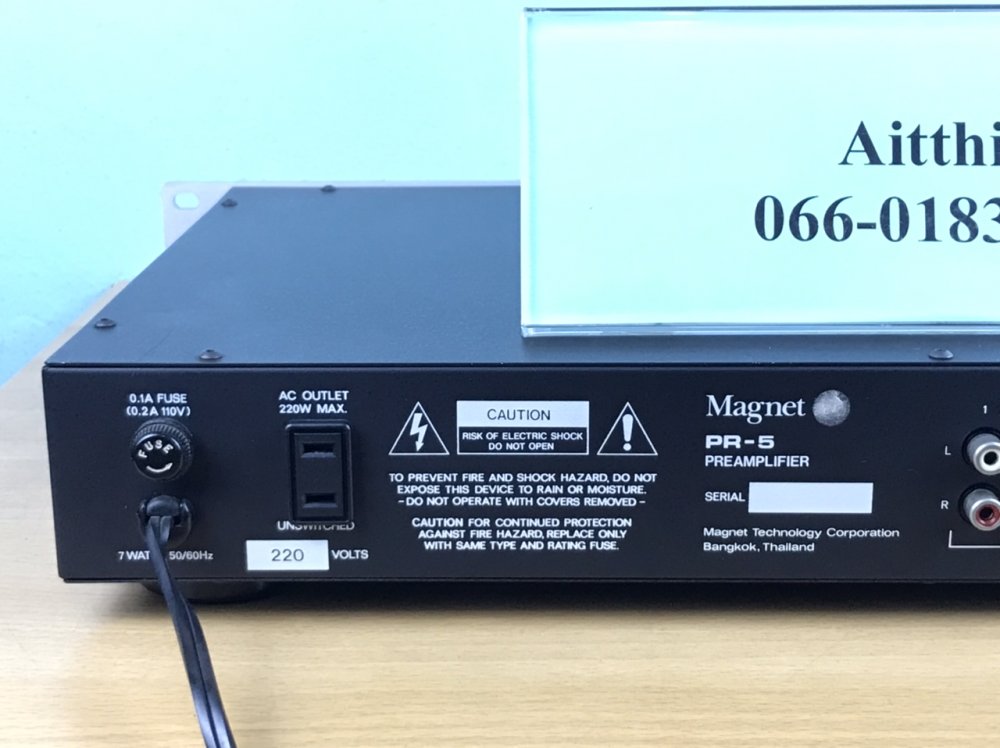 Aitthi
066-0183
0.1A FUSE
(0.2A 110V)
FUSE
7 WAT 50/60Hz
AC OUTLET
220W MAX.
UNSWITCHED
220 VOLTS
CAUTION
RISK OF ELECTRIC SHOCK
DO NOT OPEN
TO PREVENT FIRE AND SHOCK HAZARD, DO NOT
EXPOSE THIS DEVICE TO RAIN OR MOISTURE.
- DO NOT OPERATE WITH COVERS REMOVED -
CAUTION FOR CONTINUED PROTECTION
AGAINST FIRE HAZARD, REPLACE ONLY
WITH SAME TYPE AND RATING FUSE.
Magnet
PR-5
PREAMPLIFIER
SERIAL
Magnet Technology Corporation
Bangkok, Thailand
1
L
R